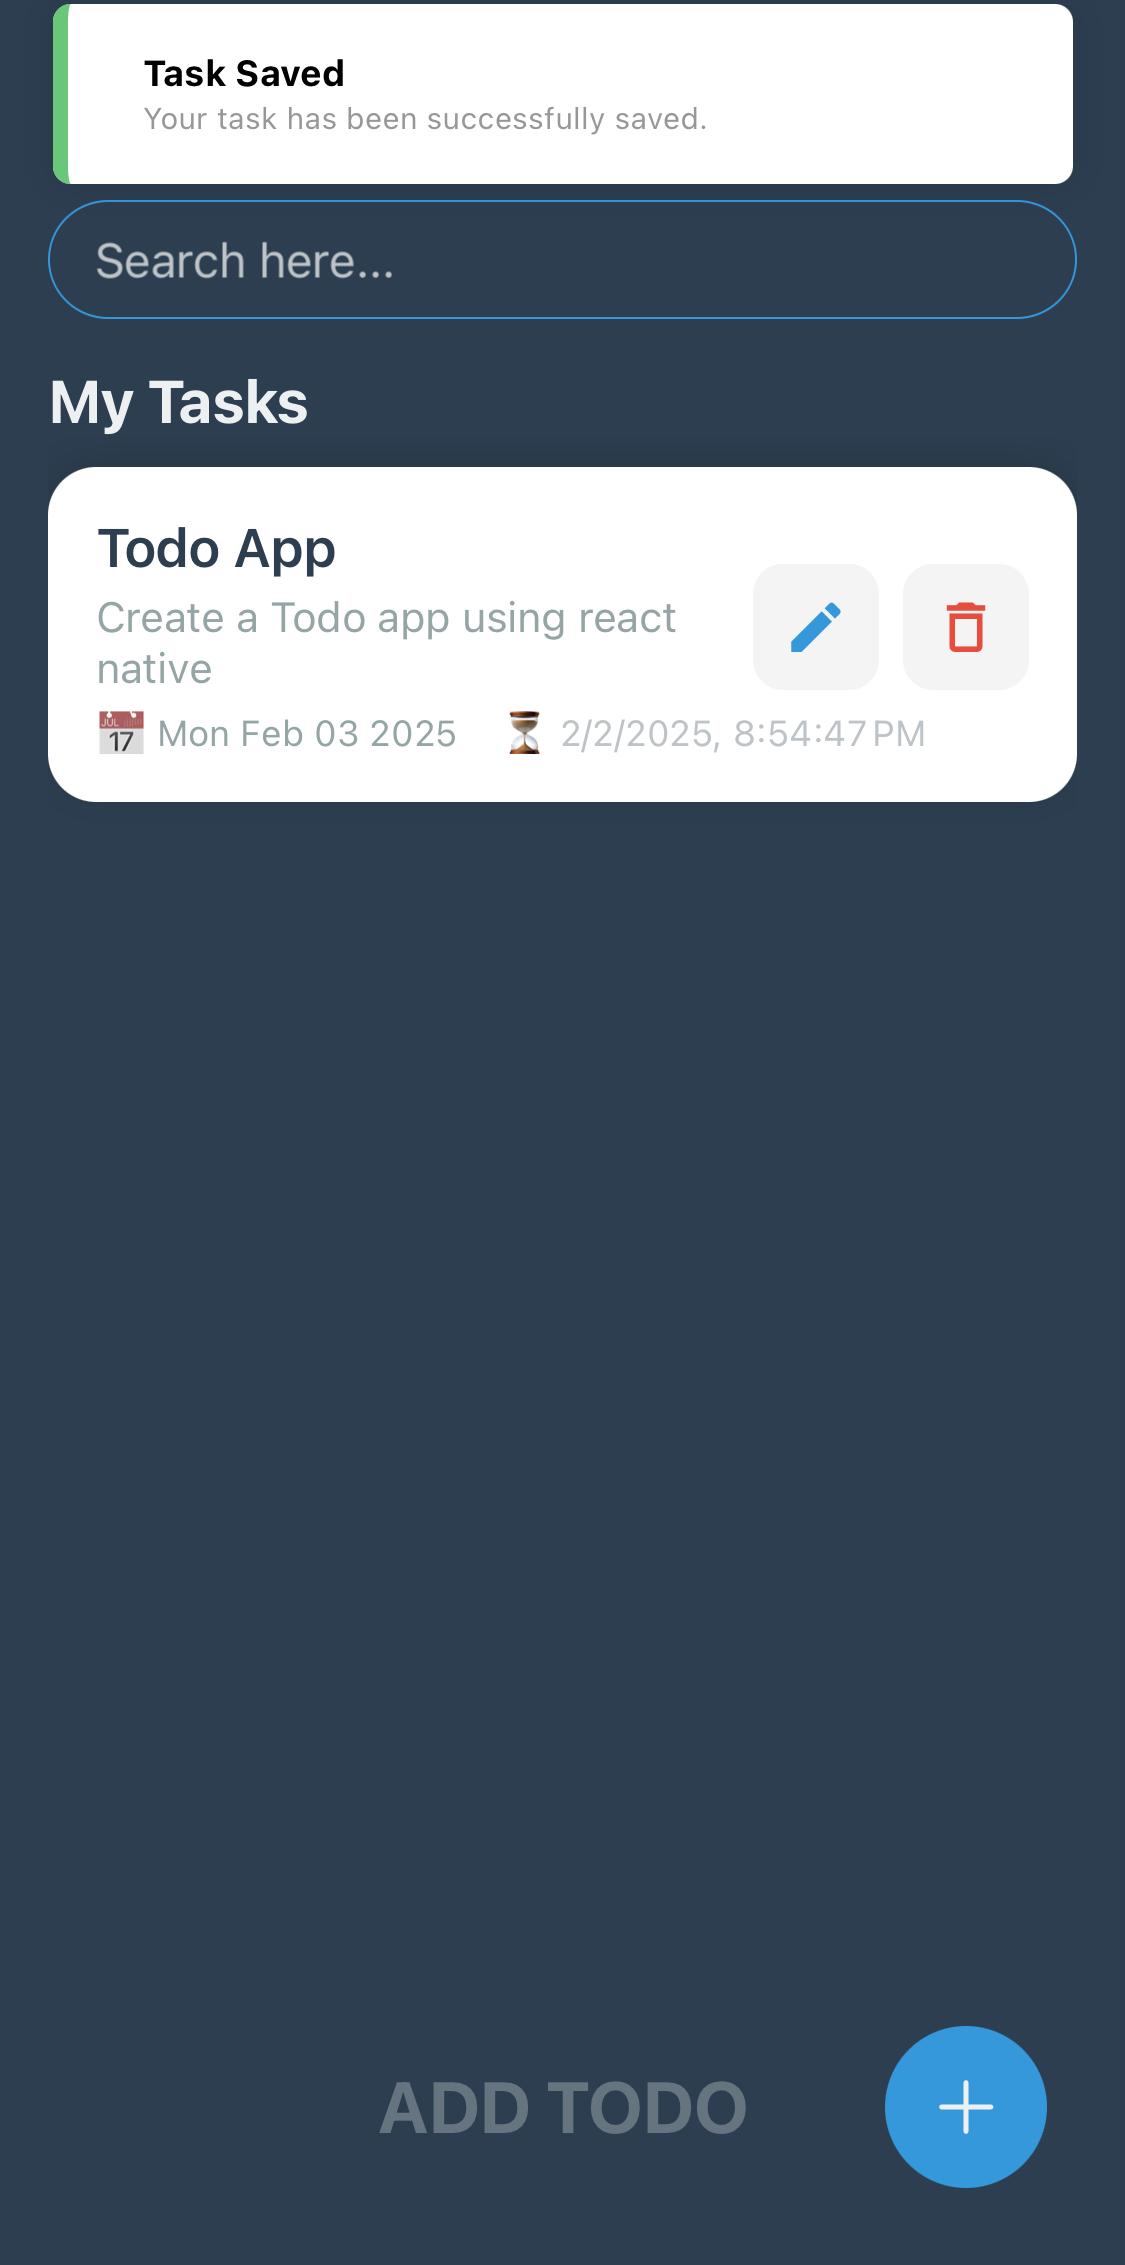 Task Saved
Your task has been successfully saved.
Search here...
My Tasks
Todo App
Create a Todo app using react
native
📅 Mon Feb 03 2025 ⏳ 2/2/2025, 8:54:47 PM
ADD TODO